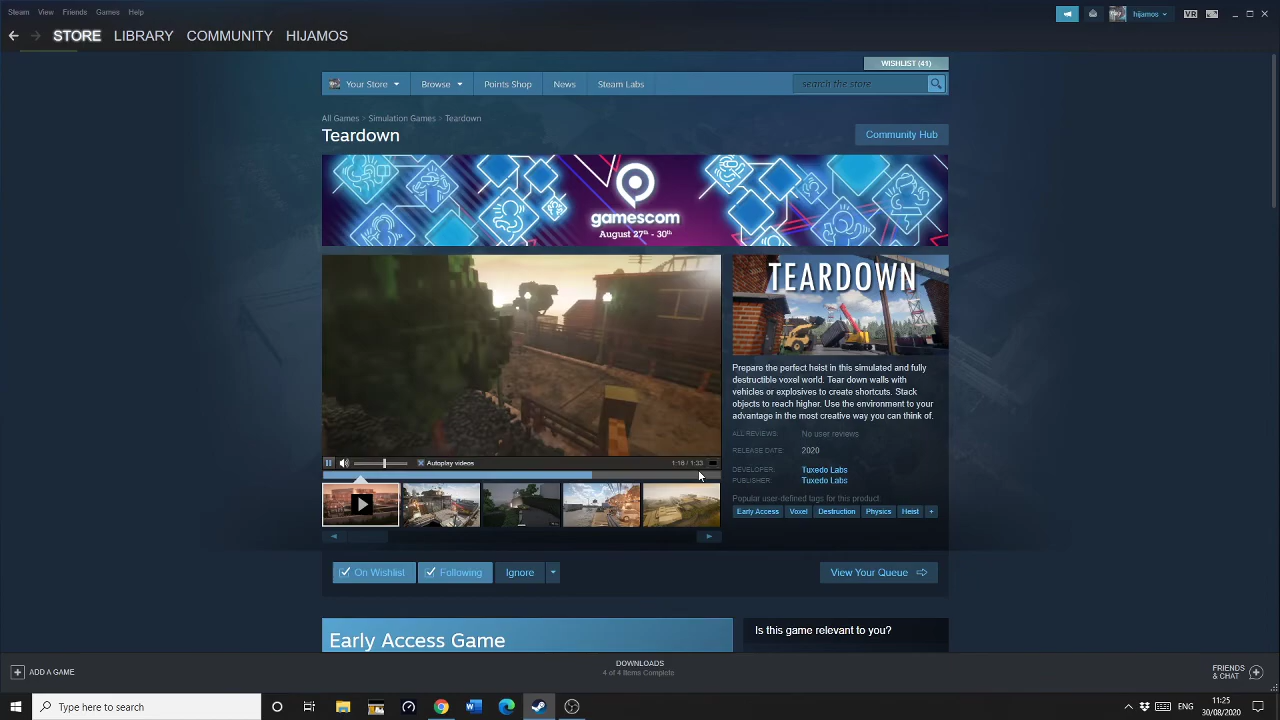 Steam View Friends Games Help
hijamos
VR
STORE LIBRARY COMMUNITY HIJAMOS
WISHLIST (41)
Your Store Browse Points Shop News Steam Labs
search the store
All Games > Simulation Games > Teardown
Teardown
Community Hub
gamescom
August 27th - 30th
TEARDOWN
Prepare the perfect heist in this simulated and fully
destructible voxel world. Tear down walls with
vehicles or explosives to create shortcuts. Stack
objects to reach higher. Use the environment to your
advantage in the most creative way you can think of.
ALL REVIEWS: No user reviews
RELEASE DATE: 2020
DEVELOPER: Tuxedo Labs
PUBLISHER: Tuxedo Labs
Popular user-defined tags for this product:
Early Access Voxel Destruction Physics Heist +
Autoplay videos
1:16 / 1:33
On Wishlist Following Ignore
View Your Queue
Early Access Game
Is this game relevant to you?
ADD A GAME
DOWNLOADS
4 of 4 Items Complete
FRIENDS
& CHAT
Type here to search
ENG
11:25
30/08/2020